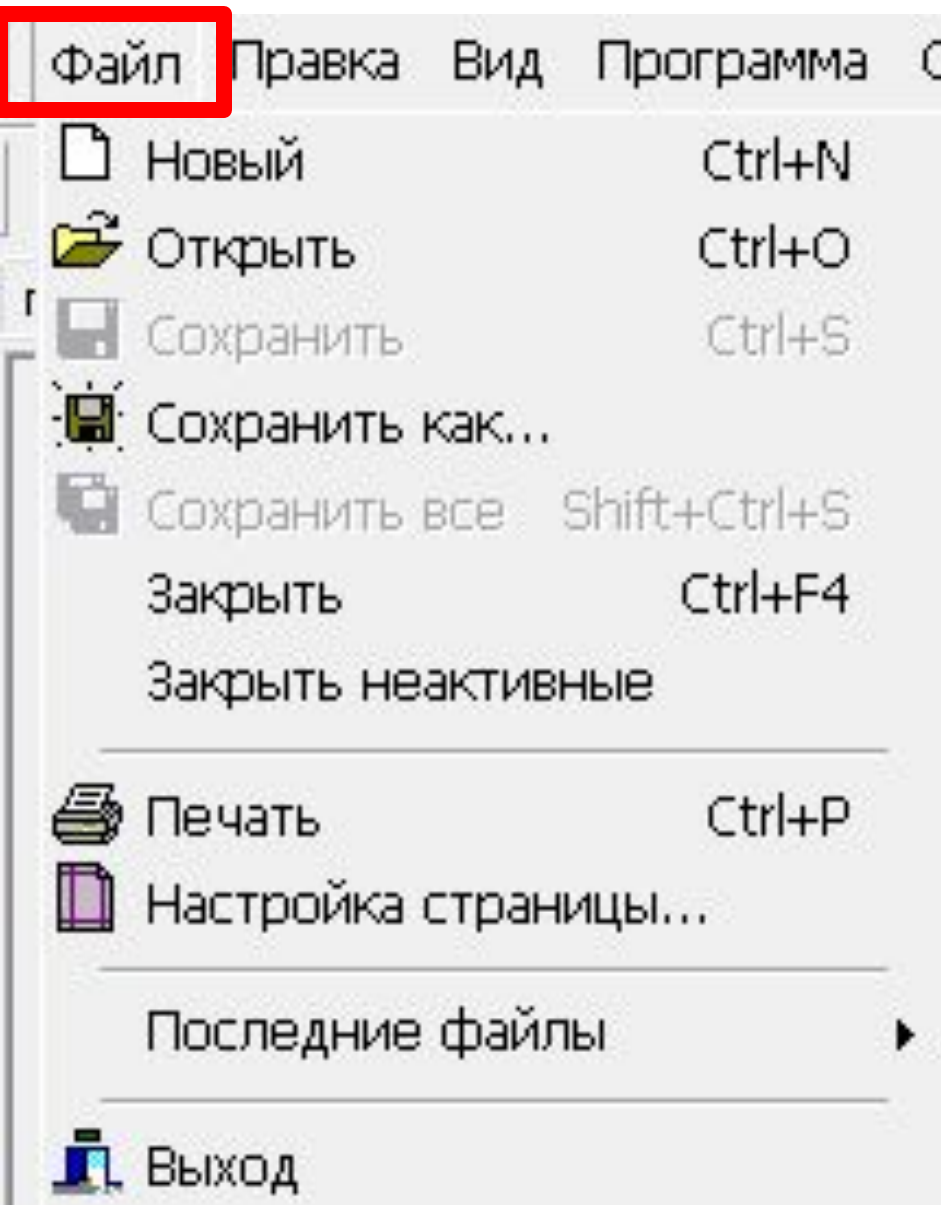 Файл Правка Вид Программа
Новый Ctrl+N
Открыть Ctrl+O
Сохранить Ctrl+S
Сохранить как...
Сохранить все Shift+Ctrl+S
Закрыть Ctrl+F4
Закрыть неактивные
Печать Ctrl+P
Настройка страницы...
Последние файлы
Выход